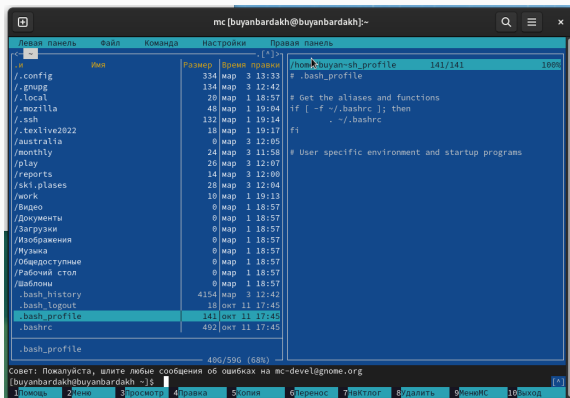 mc [buyanbardakh@buyanbardakh]:~
Левая панель Файл Команда Настройки Правая панель
<─ ~ .[^]>
.и Имя Размер Время правки
/.config 334 мар 3 13:33
/.gnupg 134 мар 3 12:42
/.local 20 мар 1 18:57
/.mozilla 48 мар 1 19:04
/.ssh 132 мар 1 19:14
/.texlive2022 18 мар 1 19:17
/australia 0 мар 3 12:05
/monthly 24 мар 3 11:58
/play 26 мар 3 12:07
/reports 14 мар 3 12:00
/ski.plases 28 мар 3 12:04
/work 10 мар 1 19:13
/Видео 0 мар 1 18:57
/Документы 0 мар 1 18:57
/Загрузки 0 мар 1 18:57
/Изображения 0 мар 1 18:57
/Музыка 0 мар 1 18:57
/Общедоступные 0 мар 1 18:57
/Рабочий стол 0 мар 1 18:57
/Шаблоны 0 мар 1 18:57
.bash_history 4154 мар 3 12:42
.bash_logout 18 окт 11 17:45
.bash_profile 141 окт 11 17:45
.bashrc 492 окт 11 17:45
.bash_profile
40G/59G (68%)
/home/buyan~sh_profile 141/141 100%
# .bash_profile
# Get the aliases and functions
if [ -f ~/.bashrc ]; then
. ~/.bashrc
fi
# User specific environment and startup programs
Совет: Пожалуйста, шлите любые сообщения об ошибках на mc-devel@gnome.org
[buyanbardakh@buyanbardakh ~]$ [^]
1Помощь 2Меню 3Просмотр 4Правка 5Копия 6Перенос 7НвКтлог 8Удалить 9МенюMC 10Выход